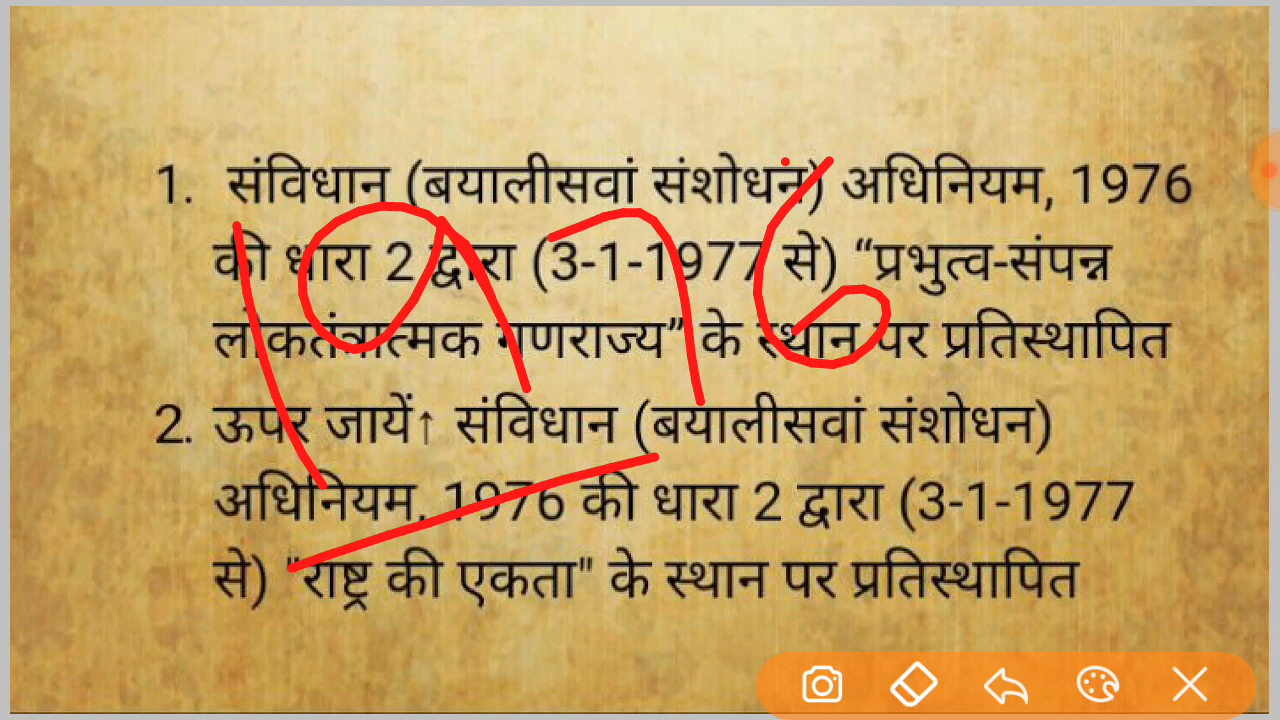 1. संविधान (बयालीसवां संशोधन) अधिनियम, 1976
की धारा 2 द्वारा (3-1-1977 से) “प्रभुत्व-संपन्न
लोकतंत्रात्मक गणराज्य” के स्थान पर प्रतिस्थापित
2. ऊपर जायें↑ संविधान (बयालीसवां संशोधन)
अधिनियम, 1976 की धारा 2 द्वारा (3-1-1977
से) "राष्ट्र की एकता" के स्थान पर प्रतिस्थापित
1976